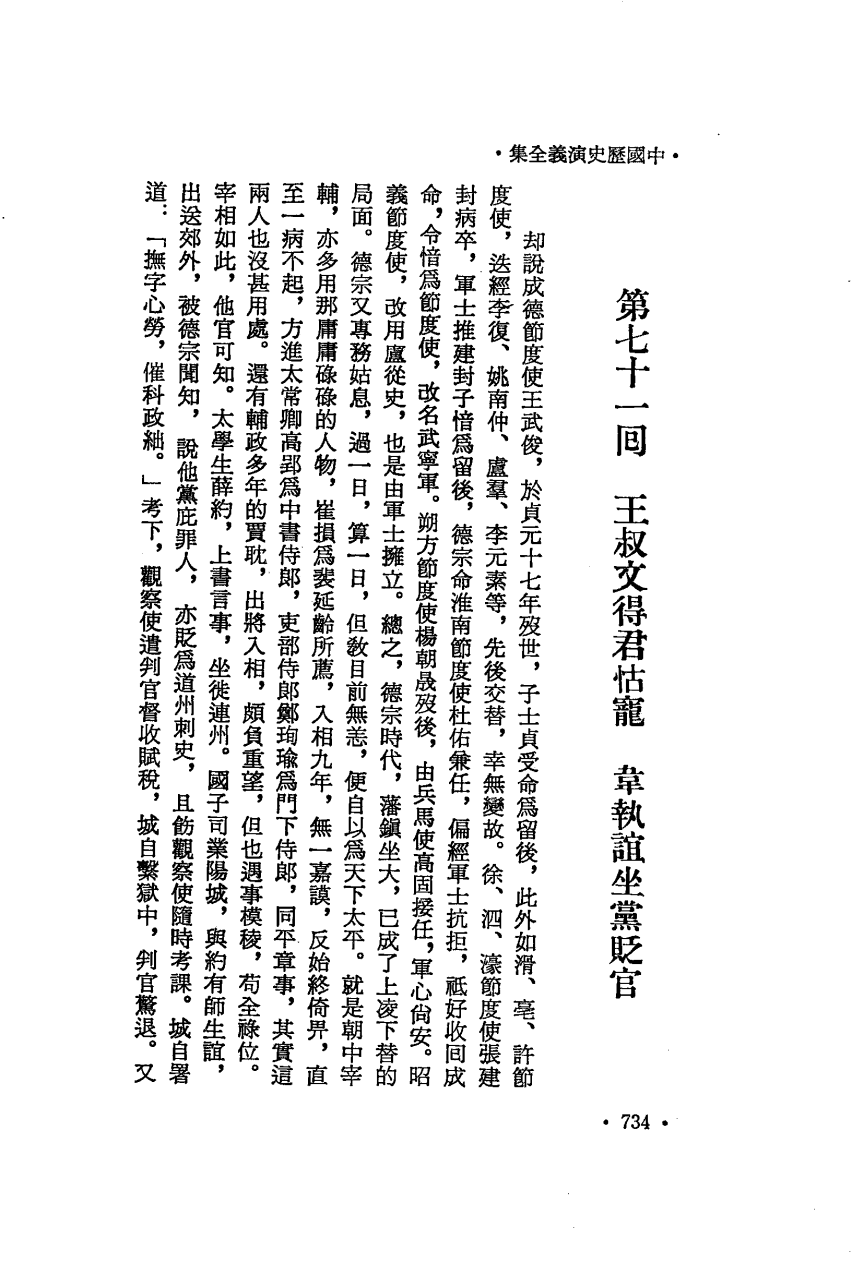 ·中國歷史演義全集·
第七十一回　王叔文得君怙寵　韋執誼坐黨貶官
却說成德節度使王武俊，於貞元十七年歿世，子士貞受命爲留後，此外如滑、亳、許節
度使，迭經李復、姚南仲、盧羣、李元素等，先後交替，幸無變故。徐、泗、濠節度使張建
封病卒，軍士推建封子愔爲留後，德宗命淮南節度使杜佑兼任，偏經軍士抗拒，祗好收回成
命，令愔爲節度使，改名武寧軍。朔方節度使楊朝晟歿後，由兵馬使高固接任，軍心尙安。昭
義節度使，改用盧從史，也是由軍士擁立。總之，德宗時代，藩鎭坐大，已成了上凌下替的
局面。德宗又專務姑息，過一日，算一日，但敎目前無恙，便自以爲天下太平。就是朝中宰
輔，亦多用那庸庸碌碌的人物，崔損爲裴延齡所薦，入相九年，無一嘉謨，反始終倚畀，直
至一病不起，方進太常卿高郢爲中書侍郞，吏部侍郞鄭珣瑜爲門下侍郞，同平章事，其實這
兩人也沒甚用處。還有輔政多年的賈耽，出將入相，頗負重望，但也遇事模稜，苟全祿位。
宰相如此，他官可知。太學生薛約，上書言事，坐徙連州。國子司業陽城，與約有師生誼，
出送郊外，被德宗聞知，說他黨庇罪人，亦貶爲道州刺史，且飭觀察使隨時考課。城自署
道：「撫字心勞，催科政絀。」考下，觀察使遣判官督收賦稅，城自繫獄中，判官驚退。又
·734·